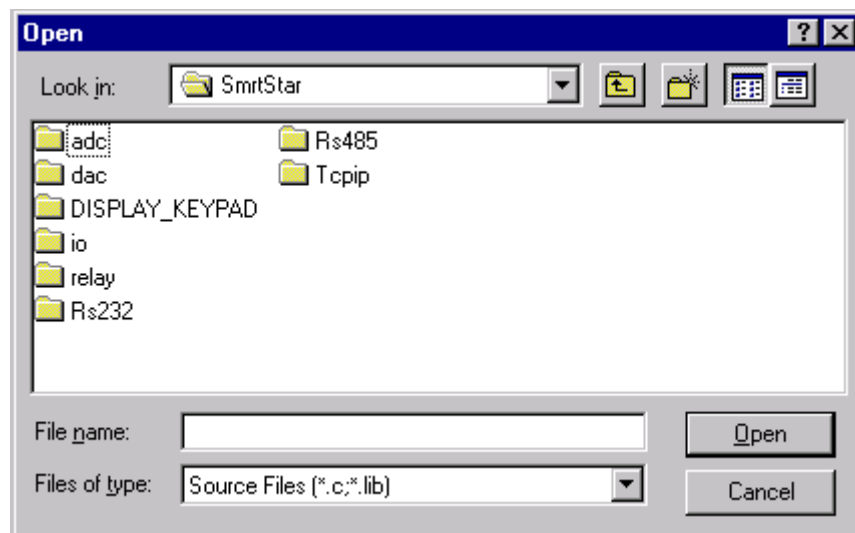 Open
Look in: SmrtStar
adc
dac
DISPLAY_KEYPAD
io
relay
Rs232
Rs485
Tcpip
File name:
Open
Files of type: Source Files (*.c;*.lib)
Cancel